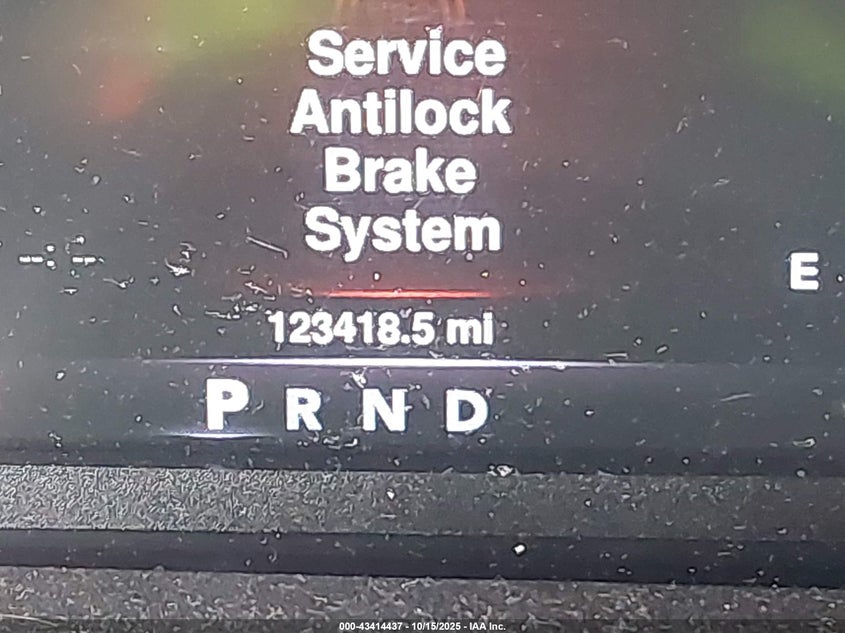 Service
Antilock
Brake
System
--:--
E
123418.5 mi
P R N D
000-43414437 - 10/15/2025 - IAA Inc.